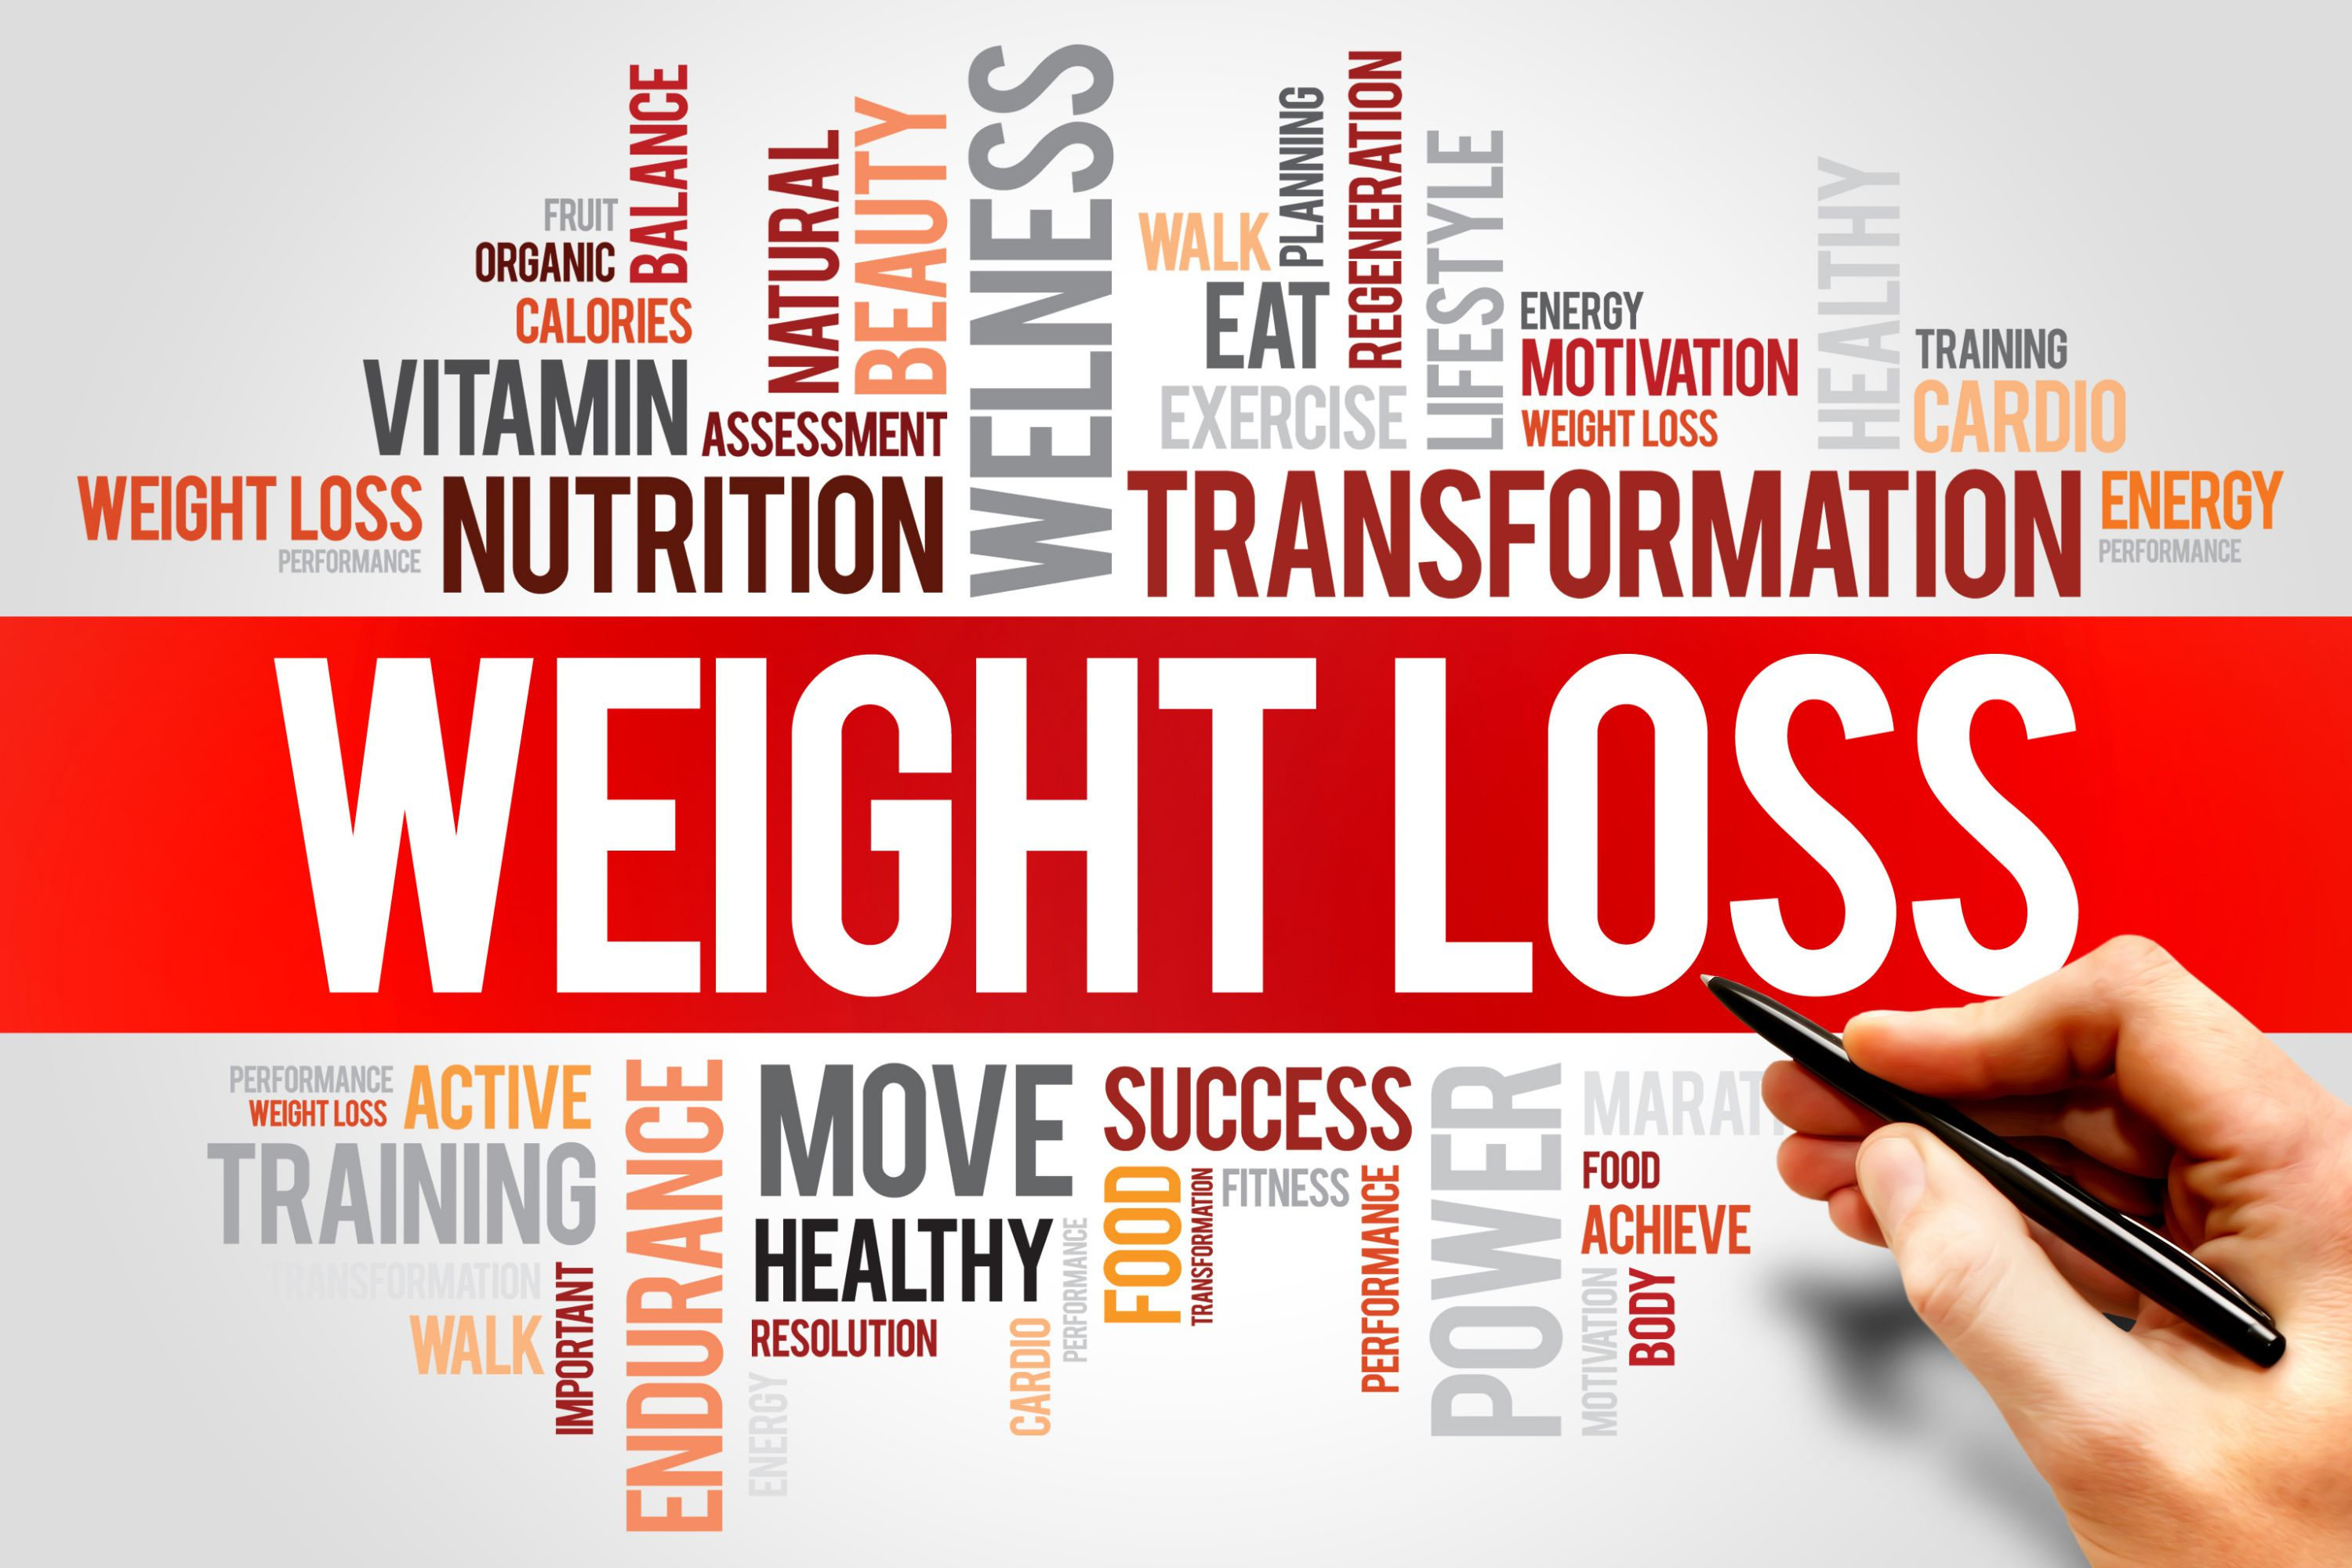 FRUIT
BALANCE
ORGANIC
CALORIES
NATURAL
BEAUTY
VITAMIN
ASSESSMENT
WEIGHT LOSS
PERFORMANCE
NUTRITION
WELNESS
WALK
PLANNING
REGENERATION
EAT
EXERCISE
LIFESTYLE
ENERGY
MOTIVATION
WEIGHT LOSS
HEALTHY
TRAINING
CARDIO
TRANSFORMATION
ENERGY
PERFORMANCE
WEIGHT LOSS
PERFORMANCE
WEIGHT LOSS
ACTIVE
TRAINING
TRANSFORMATION
WALK
IMPORTANT
ENDURANCE
MOVE
HEALTHY
RESOLUTION
ENERGY
CARDIO
PERFORMANCE
SUCCESS
FOOD
TRANSFORMATION
FITNESS
PERFORMANCE
POWER
FOOD
ACHIEVE
MOTIVATION
BODY